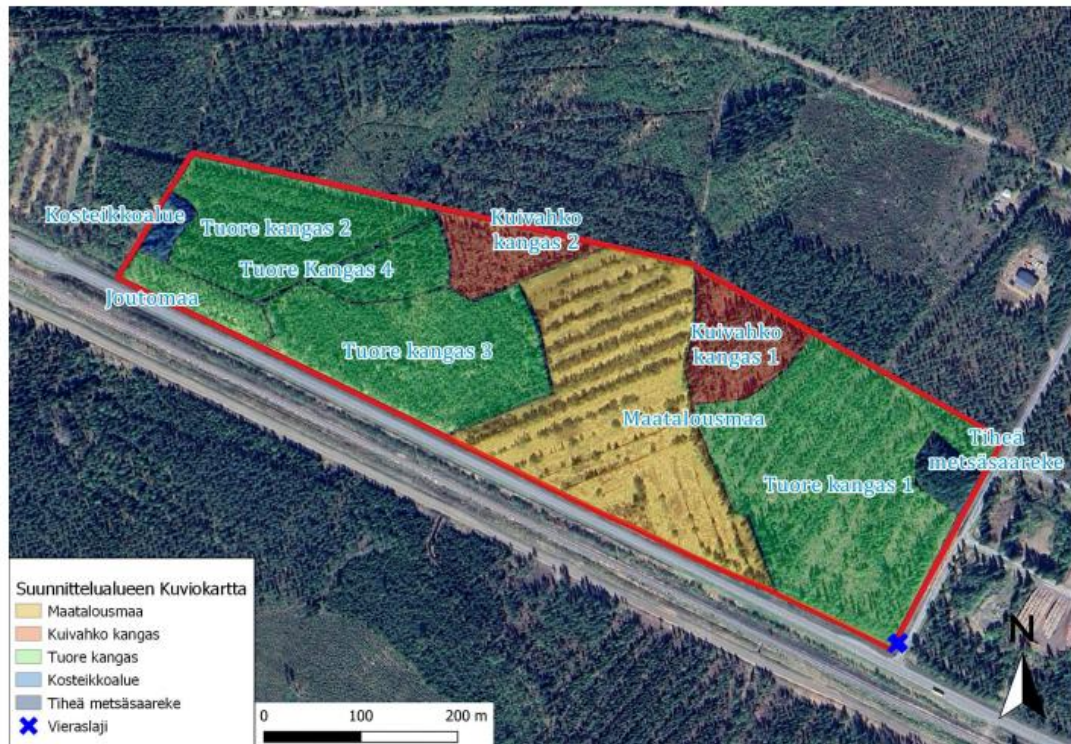 Kosteikkoalue
Tuore kangas 2
Kuivahko
kangas 2
Tuore Kangas 4
Joutomaa
Tuore kangas 3
Kuivahko
kangas 1
Maatalousmaa
Tiheä
metsäsaareke
Tuore kangas 1
Suunnittelualueen Kuviokartta
Maatalousmaa
Kuivahko kangas
Tuore kangas
Kosteikkoalue
Tiheä metsäsaareke
Vieraslaji
0 100 200 m
N